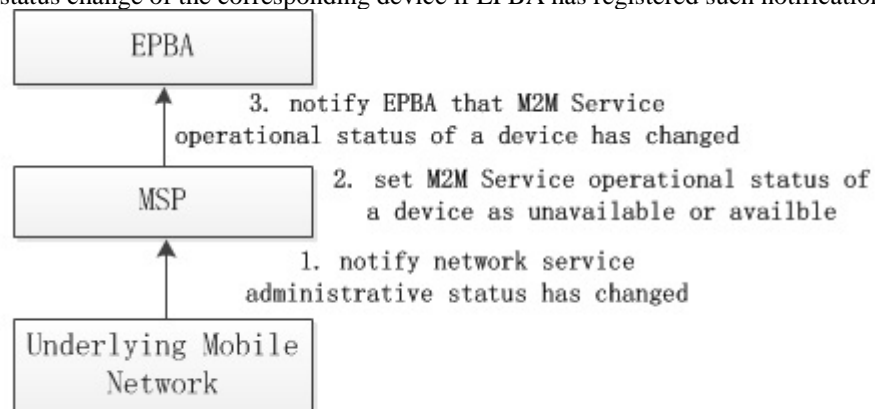 status change of the corresponding device if EPBA has registered such notification
EPBA
3. notify EPBA that M2M Service
operational status of a device has changed
MSP
2. set M2M Service operational status of
a device as unavailable or availble
1. notify network service
administrative status has changed
Underlying Mobile
Network